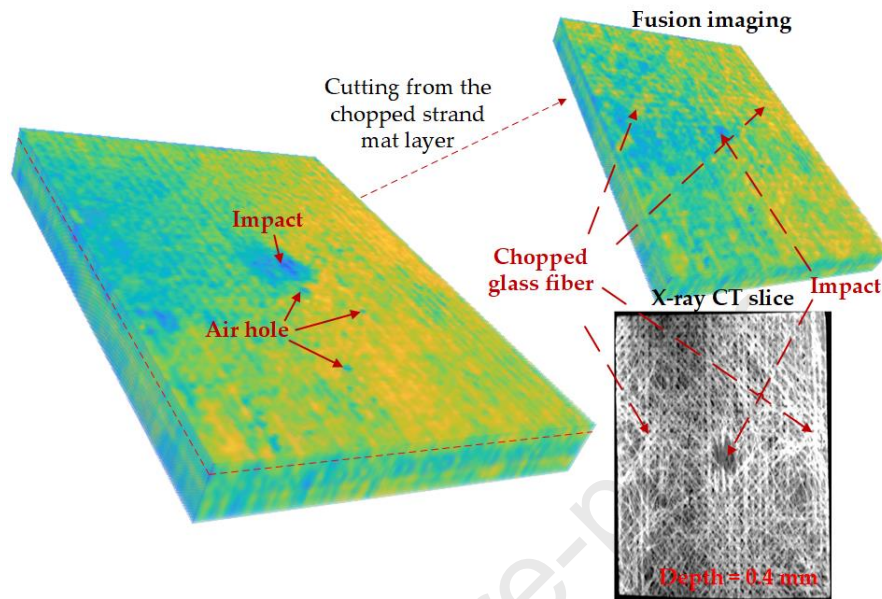 Fusion imaging
Cutting from the
chopped strand
mat layer
Impact
Air hole
Chopped
glass fiber
Impact
X-ray CT slice
Depth = 0.4 mm
re-p